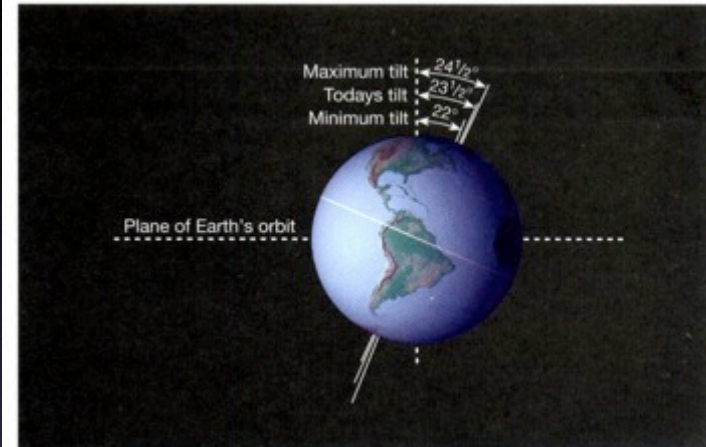 Maximum tilt 24½°
Todays tilt 23½°
Minimum tilt 22°
Plane of Earth's orbit